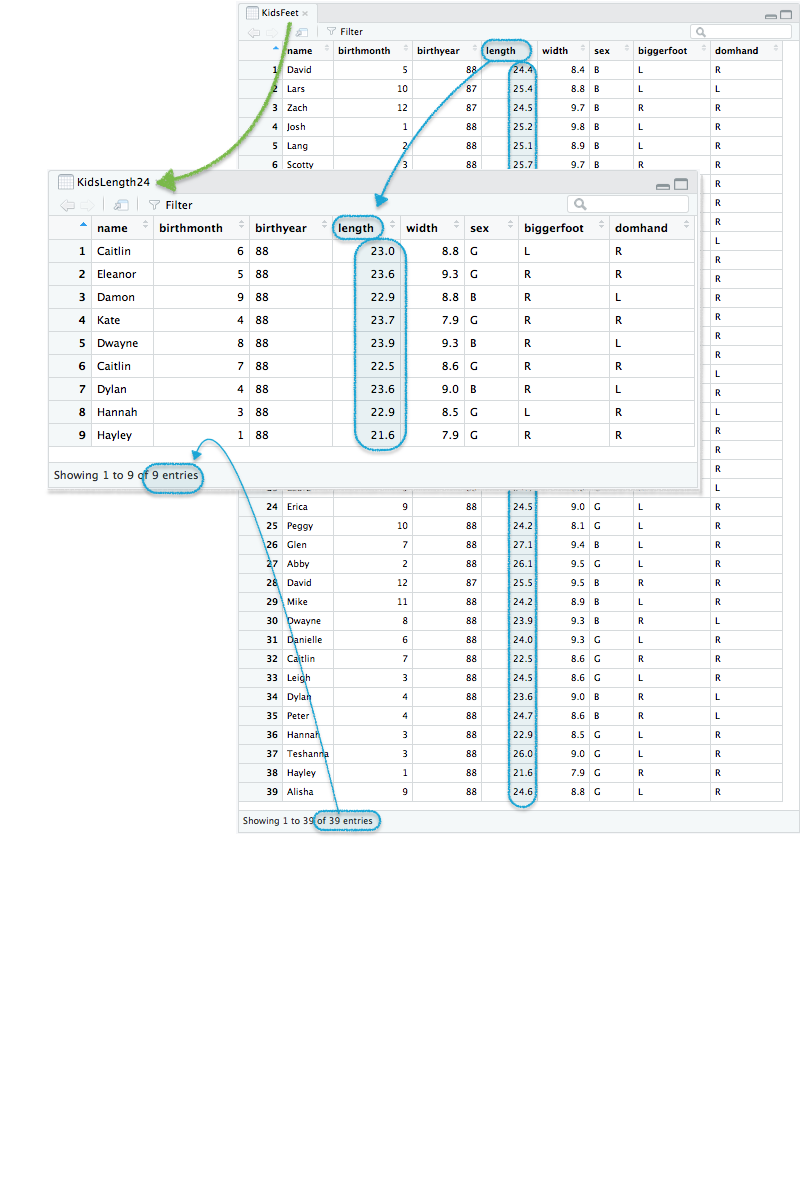 KidsFeet
Filter
name birthmonth birthyear length width sex biggerfoot domhand
1 David 5 88 24.4 8.4 B L R
2 Lars 10 87 25.4 8.8 B L L
3 Zach 12 87 24.5 9.7 B R R
4 Josh 1 88 25.2 9.8 B L R
5 Lang 2 88 25.1 8.9 B L R
6 Scotty 3 88 25.7 9.7 B R R
R
R
R
L
R
R
R
R
R
R
L
R
L
R
R
R
KidsLength24
Filter
name birthmonth birthyear length width sex biggerfoot domhand
1 Caitlin 6 88 23.0 8.8 G L R
2 Eleanor 5 88 23.6 9.3 G R R
3 Damon 9 88 22.9 8.8 B R L
4 Kate 4 88 23.7 7.9 G R R
5 Dwayne 8 88 23.9 9.3 B R L
6 Caitlin 7 88 22.5 8.6 G R R
7 Dylan 4 88 23.6 9.0 B R L
8 Hannah 3 88 22.9 8.5 G L R
9 Hayley 1 88 21.6 7.9 G R R
Showing 1 to 9 of 9 entries
24 Erica 9 88 24.5 9.0 G L R
25 Peggy 10 88 24.2 8.1 G L R
26 Glen 7 88 27.1 9.4 B L R
27 Abby 2 88 26.1 9.5 G L R
28 David 12 87 25.5 9.5 B R R
29 Mike 11 88 24.2 8.9 B L R
30 Dwayne 8 88 23.9 9.3 B R L
31 Danielle 6 88 24.0 9.3 G L R
32 Caitlin 7 88 22.5 8.6 G R R
33 Leigh 3 88 24.5 8.6 G L R
34 Dylan 4 88 23.6 9.0 B R L
35 Peter 4 88 24.7 8.6 B R L
36 Hannah 3 88 22.9 8.5 G L R
37 Teshanna 3 88 26.0 9.0 G L R
38 Hayley 1 88 21.6 7.9 G R R
39 Alisha 9 88 24.6 8.8 G L R
Showing 1 to 39 of 39 entries